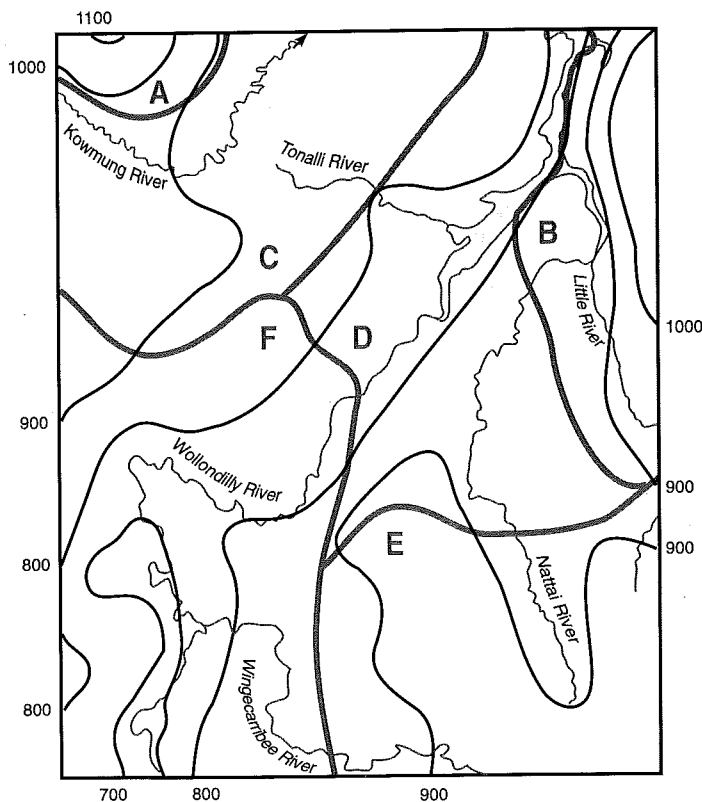 1100
1000
A
Kowmung River
Tonalli River
B
C
Little River
F
D
1000
900
Wollondilly River
900
E
900
800
Nattai River
Wingecarribee River
800
700
800
900